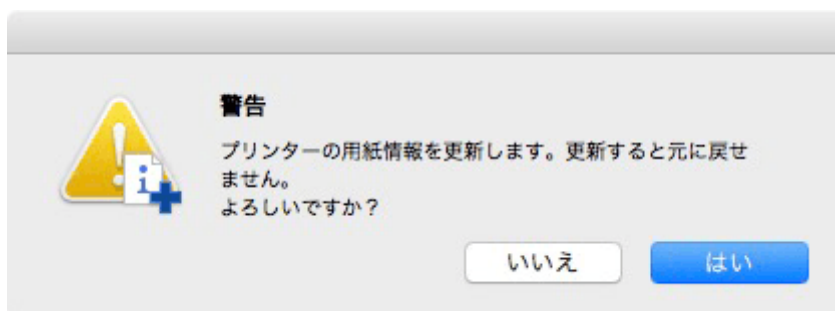 警告
プリンターの用紙情報を更新します。更新すると元に戻せ
ません。
よろしいですか？
いいえ
はい